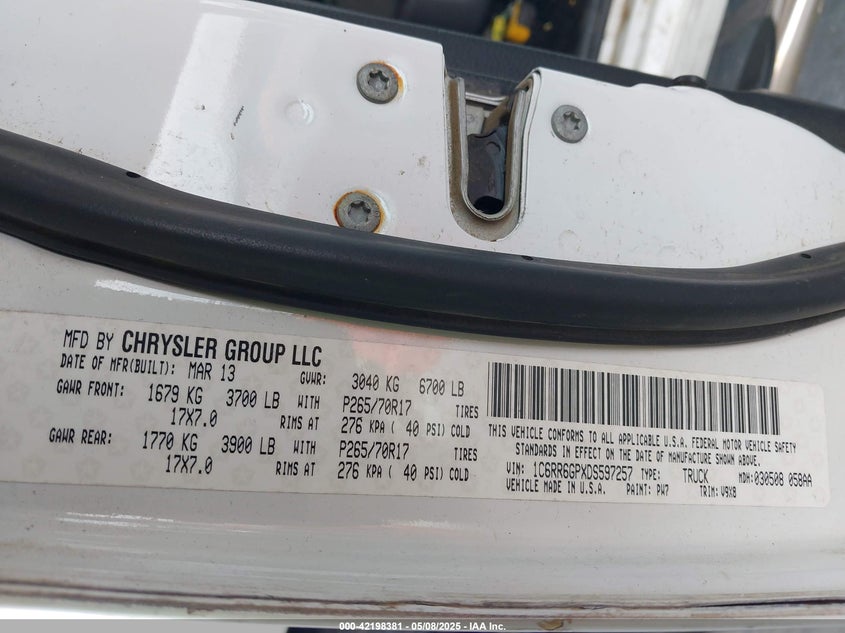 MFD BY CHRYSLER GROUP LLC
DATE OF MFR(BUILT): MAR 13 GVWR: 3040 KG 6700 LB
GAWR FRONT: 1679 KG 3700 LB WITH P265/70R17 TIRES
17X7.0 RIMS AT 276 KPA ( 40 PSI) COLD
GAWR REAR: 1770 KG 3900 LB WITH P265/70R17 TIRES
17X7.0 RIMS AT 276 KPA ( 40 PSI) COLD
THIS VEHICLE CONFORMS TO ALL APPLICABLE U.S.A. FEDERAL MOTOR VEHICLE SAFETY
STANDARDS IN EFFECT ON THE DATE OF MANUFACTURE SHOWN ABOVE.
VIN: 1C6RR6GPXDS597257 TYPE: TRUCK MDH:030508 058AA
VEHICLE MADE IN U.S.A. PAINT: PW7 TRIM: V9X8
000-42198381 - 05/08/2025 - IAA Inc.